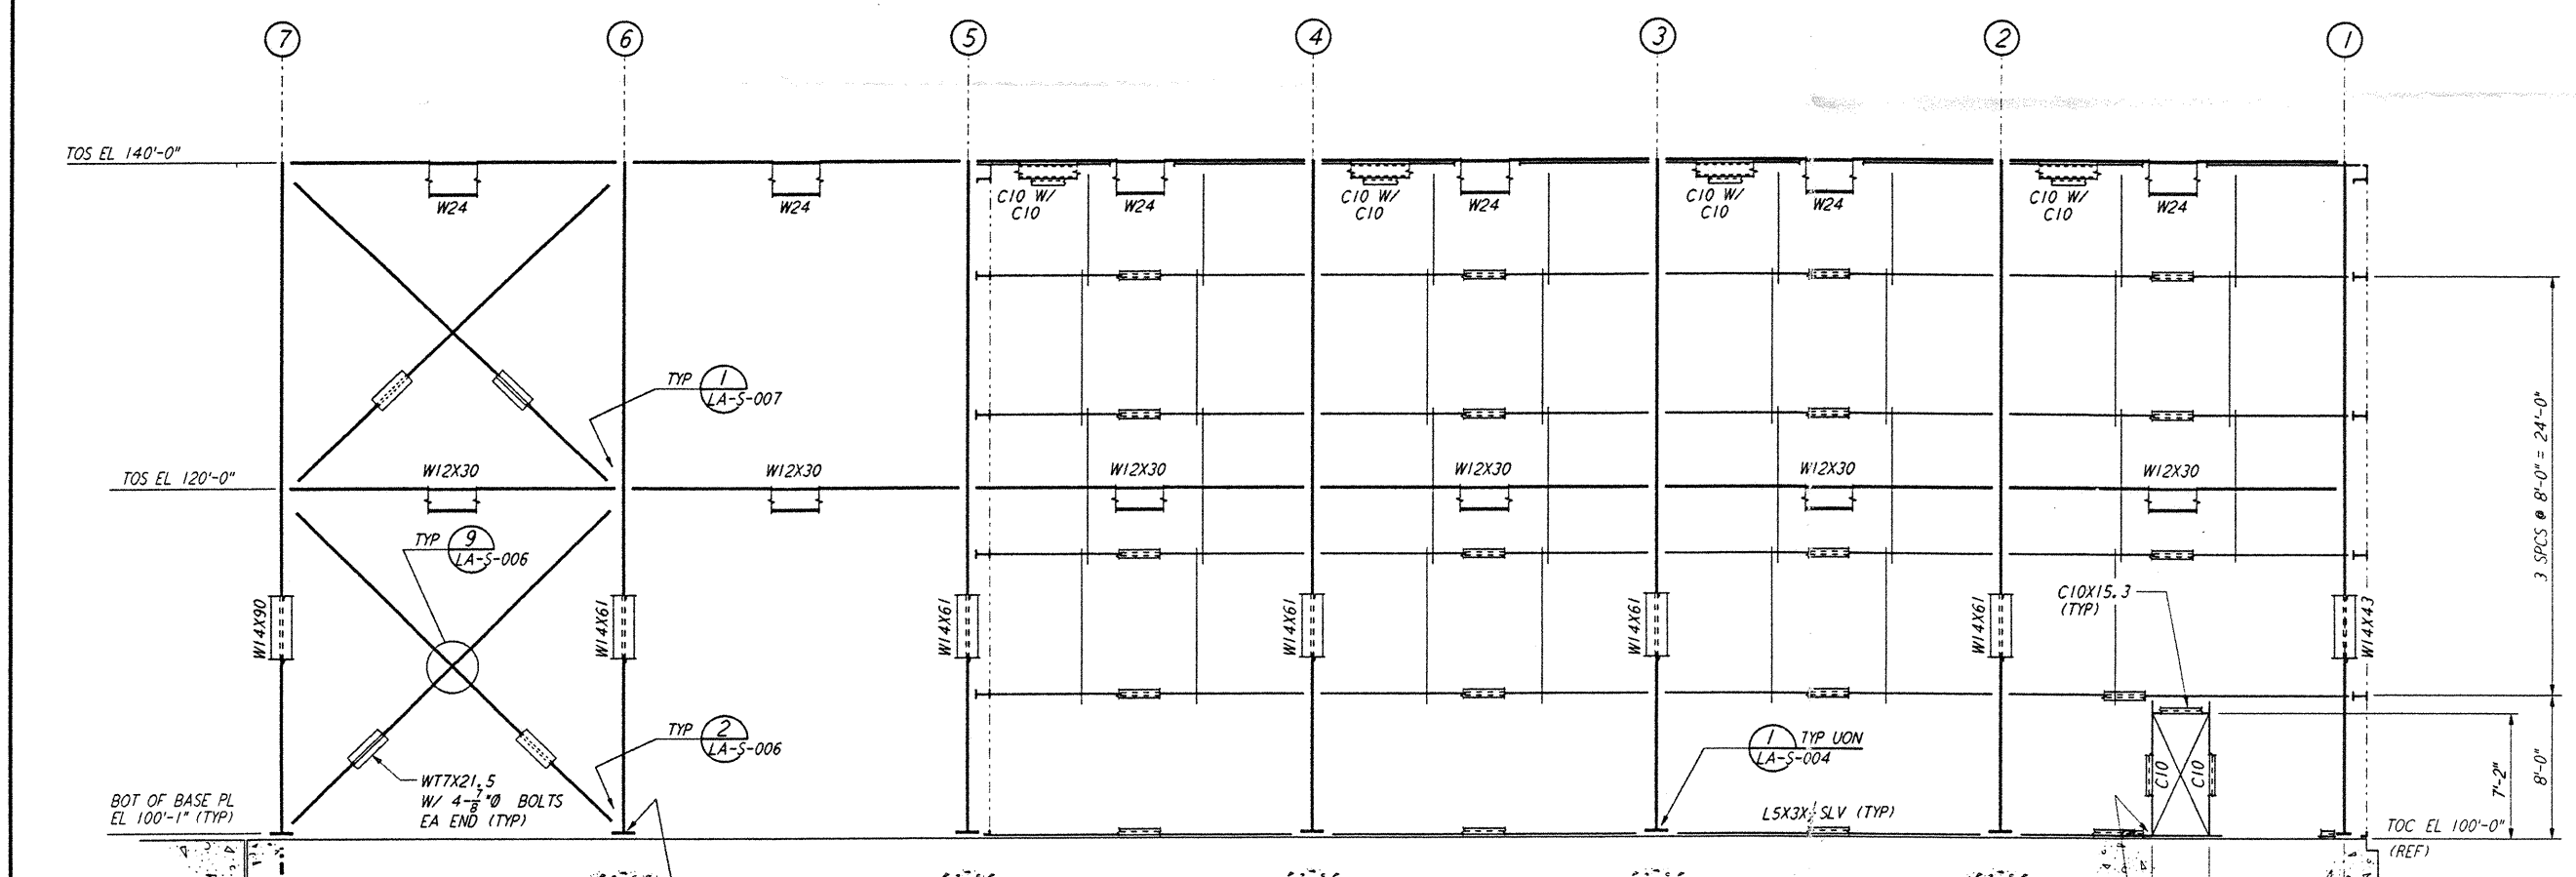 7 6 5 4 3 2 1
TOS EL 140'-0"
W24
W24
C10 W/
C10
W24
C10 W/
C10
W24
C10 W/
C10
W24
C10 W/
C10
W24
TYP 1
LA-S-007
3 SPCS @ 8'-0" = 24'-0"
TOS EL 120'-0"
W12X30
W12X30
W12X30
W12X30
W12X30
W12X30
TYP 9
LA-S-006
W14X90
W14X61
W14X61
W14X61
W14X61
W14X61
W14X43
C10X15.3
(TYP)
TYP 2
LA-S-006
1 TYP UON
LA-S-004
WT7X21.5
W/ 4-7/8"Ø BOLTS
EA END (TYP)
BOT OF BASE PL
EL 100'-1" (TYP)
L5X3X SLV (TYP)
C10
C10
7'-2"
8'-0"
TOC EL 100'-0"
(REF)